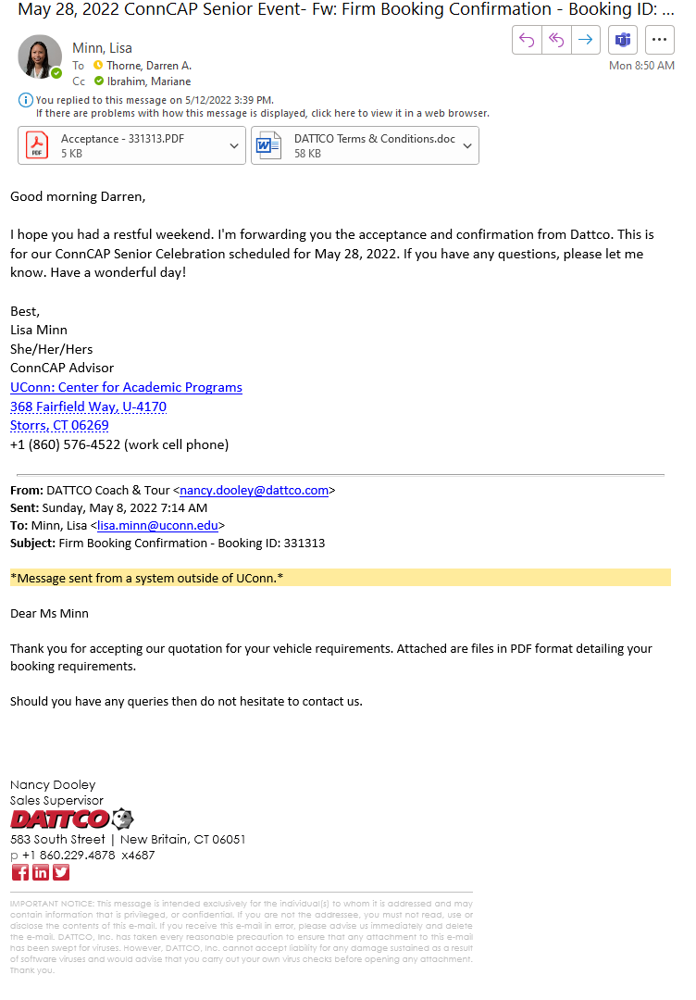 May 28, 2022 ConnCAP Senior Event- Fw: Firm Booking Confirmation - Booking ID: ...
Minn, Lisa
To Thorne, Darren A.
Cc Ibrahim, Mariane
Mon 8:50 AM
You replied to this message on 5/12/2022 3:39 PM.
If there are problems with how this message is displayed, click here to view it in a web browser.
Acceptance - 331313.PDF
5 KB
DATTCO Terms & Conditions.doc
58 KB
Good morning Darren,
I hope you had a restful weekend. I'm forwarding you the acceptance and confirmation from Dattco. This is
for our ConnCAP Senior Celebration scheduled for May 28, 2022. If you have any questions, please let me
know. Have a wonderful day!
Best,
Lisa Minn
She/Her/Hers
ConnCAP Advisor
UConn: Center for Academic Programs
368 Fairfield Way, U-4170
Storrs, CT 06269
+1 (860) 576-4522 (work cell phone)
From: DATTCO Coach & Tour <nancy.dooley@dattco.com>
Sent: Sunday, May 8, 2022 7:14 AM
To: Minn, Lisa <lisa.minn@uconn.edu>
Subject: Firm Booking Confirmation - Booking ID: 331313
*Message sent from a system outside of UConn.*
Dear Ms Minn
Thank you for accepting our quotation for your vehicle requirements. Attached are files in PDF format detailing your
booking requirements.
Should you have any queries then do not hesitate to contact us.
Nancy Dooley
Sales Supervisor
DATTCO
583 South Street | New Britain, CT 06051
p +1 860.229.4878 x4687
IMPORTANT NOTICE: This message is intended exclusively for the individual(s) to whom it is addressed and may
contain information that is privileged, or confidential. If you are not the addressee, you must not read, use or
disclose the contents of this e-mail. If you receive this e-mail in error, please advise us immediately and delete
the e-mail. DATTCO, Inc. has taken every reasonable precaution to ensure that any attachment to this e-mail
has been swept for viruses. However, DATTCO, Inc. cannot accept liability for any damage sustained as a result
of software viruses and would advise that you carry out your own virus checks before opening any attachment.
Thank you.